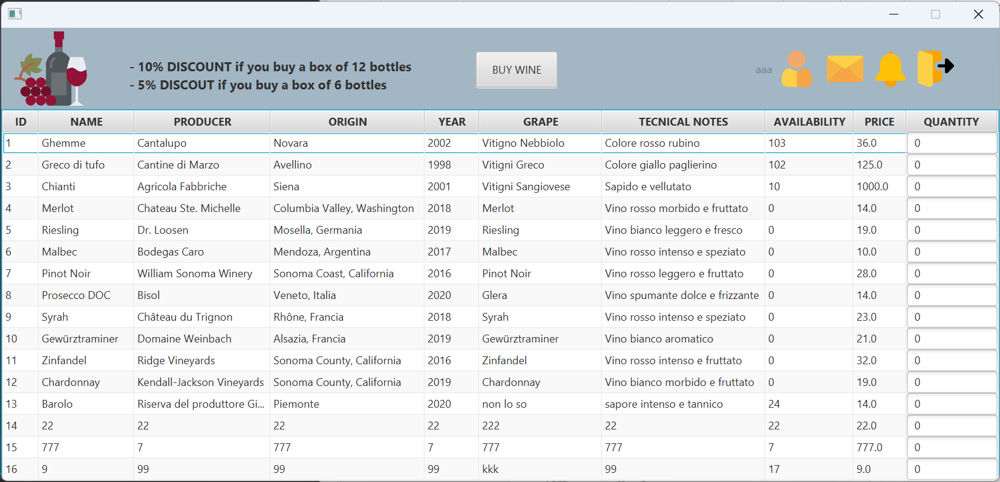 - 10% DISCOUNT if you buy a box of 12 bottles
- 5% DISCOUT if you buy a box of 6 bottles
BUY WINE
aaa
ID NAME PRODUCER ORIGIN YEAR GRAPE TECNICAL NOTES AVAILABILITY PRICE QUANTITY
1 Ghemme Cantalupo Novara 2002 Vitigno Nebbiolo Colore rosso rubino 103 36.0 0
2 Greco di tufo Cantine di Marzo Avellino 1998 Vitigni Greco Colore giallo paglierino 102 125.0 0
3 Chianti Agricola Fabbriche Siena 2001 Vitigni Sangiovese Sapido e vellutato 10 1000.0 0
4 Merlot Chateau Ste. Michelle Columbia Valley, Washington 2018 Merlot Vino rosso morbido e fruttato 0 14.0 0
5 Riesling Dr. Loosen Mosella, Germania 2019 Riesling Vino bianco leggero e fresco 0 19.0 0
6 Malbec Bodegas Caro Mendoza, Argentina 2017 Malbec Vino rosso intenso e speziato 0 10.0 0
7 Pinot Noir William Sonoma Winery Sonoma Coast, California 2016 Pinot Noir Vino rosso leggero e fruttato 0 28.0 0
8 Prosecco DOC Bisol Veneto, Italia 2020 Glera Vino spumante dolce e frizzante 0 14.0 0
9 Syrah Château du Trignon Rhône, Francia 2018 Syrah Vino rosso intenso e speziato 0 23.0 0
10 Gewürztraminer Domaine Weinbach Alsazia, Francia 2019 Gewürztraminer Vino bianco aromatico 0 21.0 0
11 Zinfandel Ridge Vineyards Sonoma County, California 2016 Zinfandel Vino rosso intenso e fruttato 0 32.0 0
12 Chardonnay Kendall-Jackson Vineyards Sonoma County, California 2019 Chardonnay Vino bianco morbido e fruttato 0 19.0 0
13 Barolo Riserva del produttore Gi... Piemonte 2020 non lo so sapore intenso e tannico 24 14.0 0
14 22 22 22 22 222 22 22 22.0 0
15 777 7 777 7 777 777 7 777.0 0
16 9 99 99 99 kkk 99 17 9.0 0